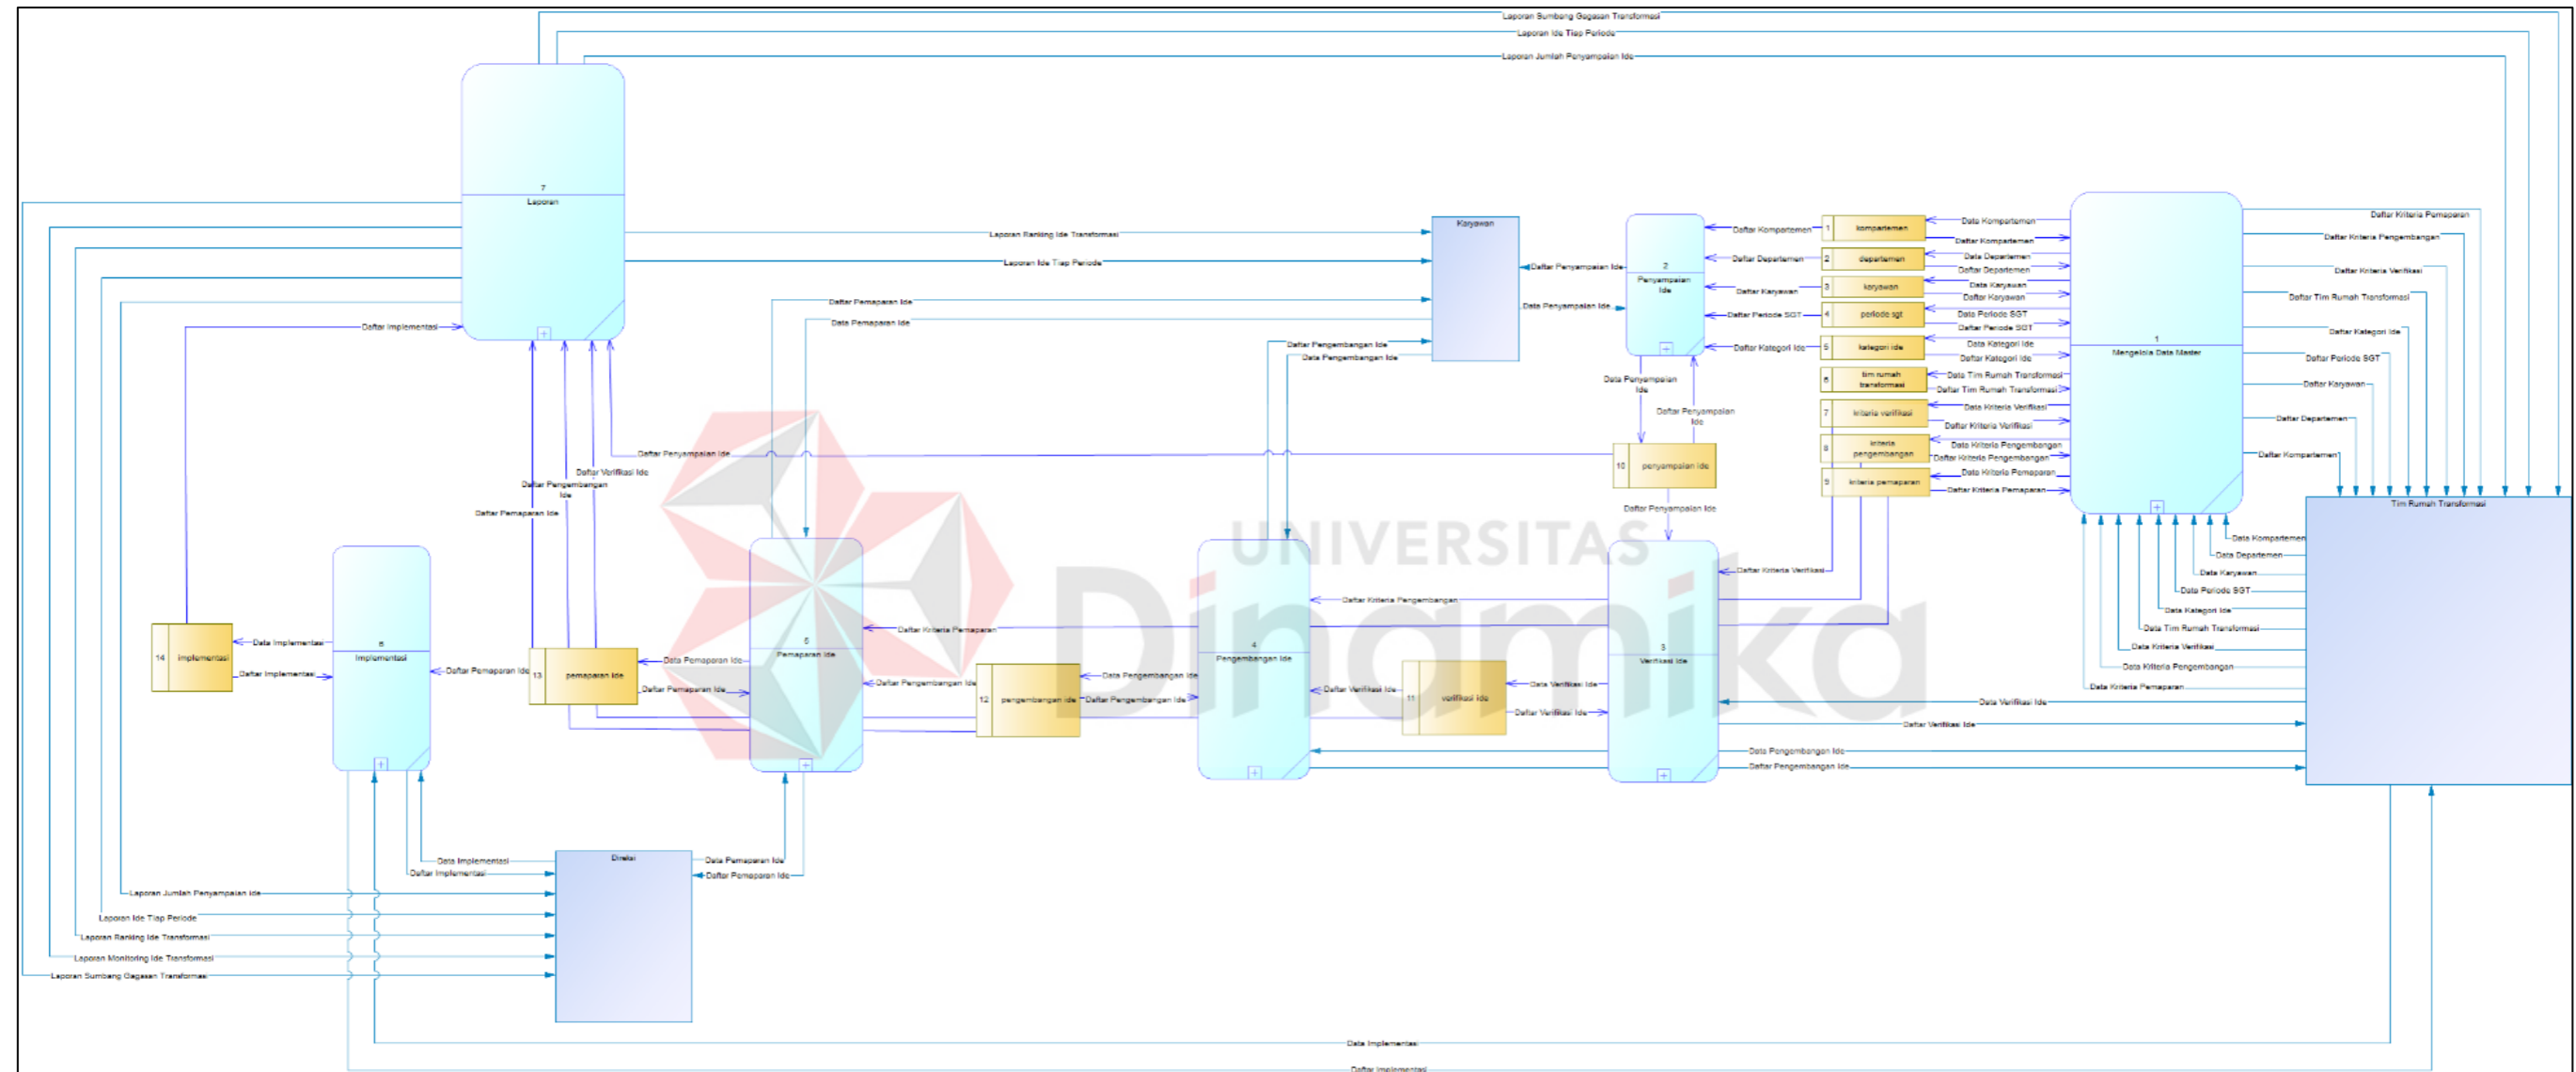 Laporan Sumbang Gagasan Transformasi
Laporan Ide Tiap Periode
Laporan Jumlah Penyampaian Ide
7
Laporan
Laporan Ranking Ide Transformasi
Laporan Ide Tiap Periode
Daftar Pemaparan Ide
Data Pemaparan Ide
Daftar Pengembangan Ide
Data Pengembangan Ide
Daftar Implementasi
Karyawan
Daftar Penyampaian Ide
Data Penyampaian Ide
2
Penyampaian
Ide
Daftar Kompartemen
Daftar Departemen
Daftar Karyawan
Daftar Periode SGT
Daftar Kategori Ide
1
kompartemen
2
departemen
3
karyawan
4
periode sgt
5
kategori ide
6
tim rumah
transformasi
7
kriteria verifikasi
8
kriteria
pengembangan
9
kriteria pemaparan
Data Kompartemen
Daftar Kompartemen
Data Departemen
Daftar Departemen
Data Karyawan
Daftar Karyawan
Data Periode SGT
Daftar Periode SGT
Data Kategori Ide
Daftar Kategori Ide
Data Tim Rumah Transformasi
Daftar Tim Rumah Transformasi
Data Kriteria Verifikasi
Daftar Kriteria Verifikasi
Data Kriteria Pengembangan
Daftar Kriteria Pengembangan
Data Kriteria Pemaparan
Daftar Kriteria Pemaparan
1
Mengelola Data Master
Daftar Kriteria Pemaparan
Daftar Kriteria Pengembangan
Daftar Kriteria Verifikasi
Daftar Tim Rumah Transformasi
Daftar Kategori Ide
Daftar Periode SGT
Daftar Karyawan
Daftar Departemen
Daftar Kompartemen
Data Penyampaian
Ide
Daftar Penyampaian
Ide
10
penyampaian ide
Daftar Penyampaian Ide
Daftar Penyampaian Ide
Daftar Verifikasi Ide
Daftar Pengembangan
Ide
Daftar Pemaparan Ide
Tim Rumah Transformasi
Data Kompartemen
Data Departemen
Data Karyawan
Data Periode SGT
Data Kategori Ide
Data Tim Rumah Transformasi
Data Kriteria Verifikasi
Data Kriteria Pengembangan
Data Kriteria Pemaparan
UNIVERSITAS
Dinamika
Daftar Kriteria Verifikasi
Daftar Kriteria Pengembangan
Daftar Kriteria Pemaparan
14
implementasi
Data Implementasi
Daftar Implementasi
6
Implementasi
Daftar Pemaparan Ide
13
pemaparan ide
Data Pemaparan Ide
Daftar Pemaparan Ide
5
Pemaparan Ide
Daftar Pengembangan Ide
12
pengembangan ide
Data Pengembangan Ide
Daftar Pengembangan Ide
4
Pengembangan Ide
Daftar Verifikasi Ide
11
verifikasi ide
Data Verifikasi Ide
Daftar Verifikasi Ide
3
Verifikasi Ide
Data Verifikasi Ide
Daftar Verifikasi Ide
Data Pengembangan Ide
Daftar Pengembangan Ide
Data Implementasi
Daftar Implementasi
Direksi
Data Pemaparan Ide
Daftar Pemaparan Ide
Laporan Jumlah Penyampaian Ide
Laporan Ide Tiap Periode
Laporan Ranking Ide Transformasi
Laporan Monitoring Ide Transformasi
Laporan Sumbang Gagasan Transformasi
Data Implementasi
Daftar Implementasi